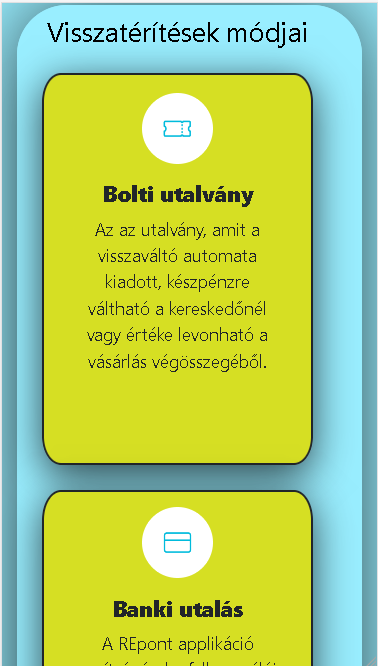 Visszatérítések módjai
Bolti utalvány
Az az utalvány, amit a
visszaváltó automata
kiadott, készpénzre
váltható a kereskedőnél
vagy értéke levonható a
vásárlás végösszegéből.
Banki utalás
A REpont applikáció